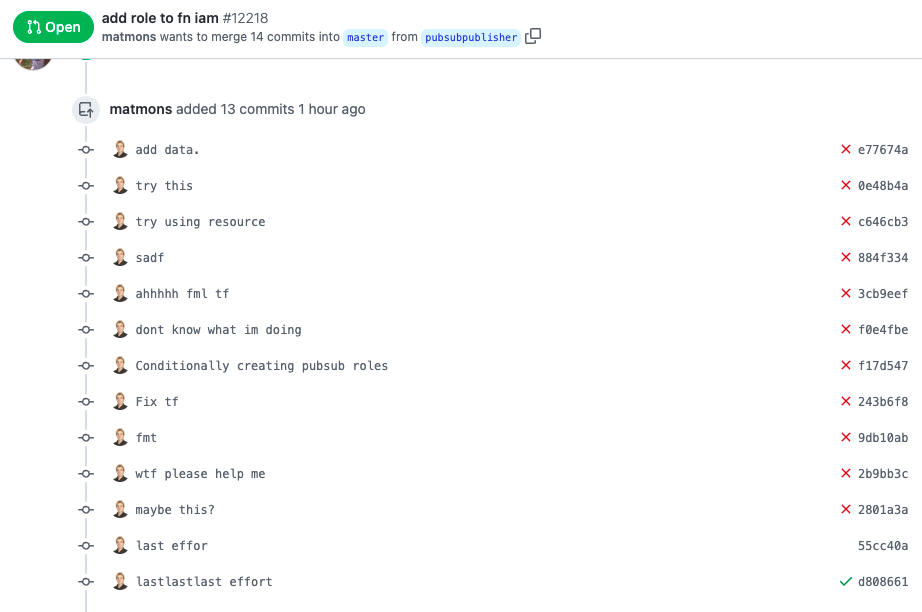 Open
add role to fn iam #12218
matmons wants to merge 14 commits into master from pubsubpublisher
matmons added 13 commits 1 hour ago
add data. e77674a
try this 0e48b4a
try using resource c646cb3
sadf 884f334
ahhhhh fml tf 3cb9eef
dont know what im doing f0e4fbe
Conditionally creating pubsub roles f17d547
Fix tf 243b6f8
fmt 9db10ab
wtf please help me 2b9bb3c
maybe this? 2801a3a
last effor 55cc40a
lastlastlast effort d808661